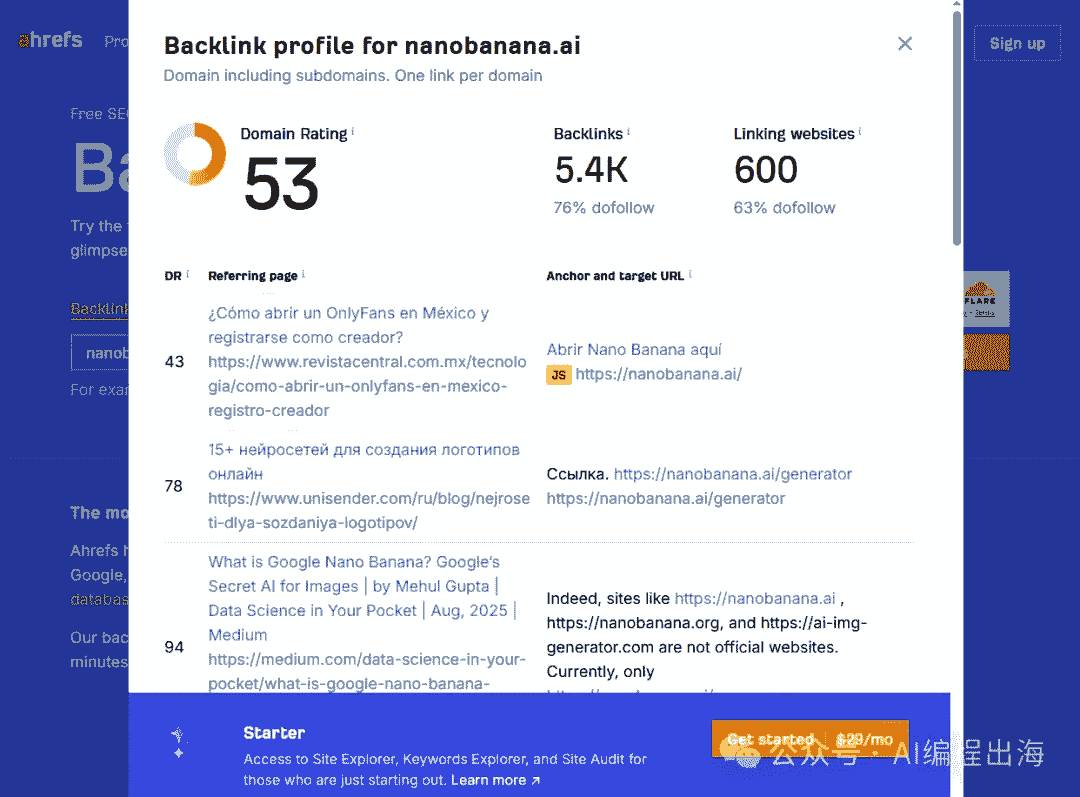 ahrefs
Pro
Sign up
Free SE
Ba
Try the
glimpse
Backlink
nanob
For exar
The mo
Ahrefs h
Google,
databas
Our bac
minutes
FLARE
Backlink profile for nanobanana.ai
Domain including subdomains. One link per domain
Domain Rating
53
Backlinks
5.4K
76% dofollow
Linking websites
600
63% dofollow
DR
Referring page
Anchor and target URL
43
¿Cómo abrir un OnlyFans en México y
registrarse como creador?
https://www.revistacentral.com.mx/tecnolo
gia/como-abrir-un-onlyfans-en-mexico-
registro-creador
Abrir Nano Banana aquí
JS https://nanobanana.ai/
78
15+ нейросетей для создания логотипов
онлайн
https://www.unisender.com/ru/blog/nejrose
ti-dlya-sozdaniya-logotipov/
Ссылка. https://nanobanana.ai/generator
https://nanobanana.ai/generator
94
What is Google Nano Banana? Google's
Secret AI for Images | by Mehul Gupta |
Data Science in Your Pocket | Aug, 2025 |
Medium
https://medium.com/data-science-in-your-
pocket/what-is-google-nano-banana-
Indeed, sites like https://nanobanana.ai ,
https://nanobanana.org, and https://ai-img-
generator.com are not official websites.
Currently, only
Starter
Access to Site Explorer, Keywords Explorer, and Site Audit for
those who are just starting out. Learn more ↗
Get started
$29/mo
公众号 · AI编程出海